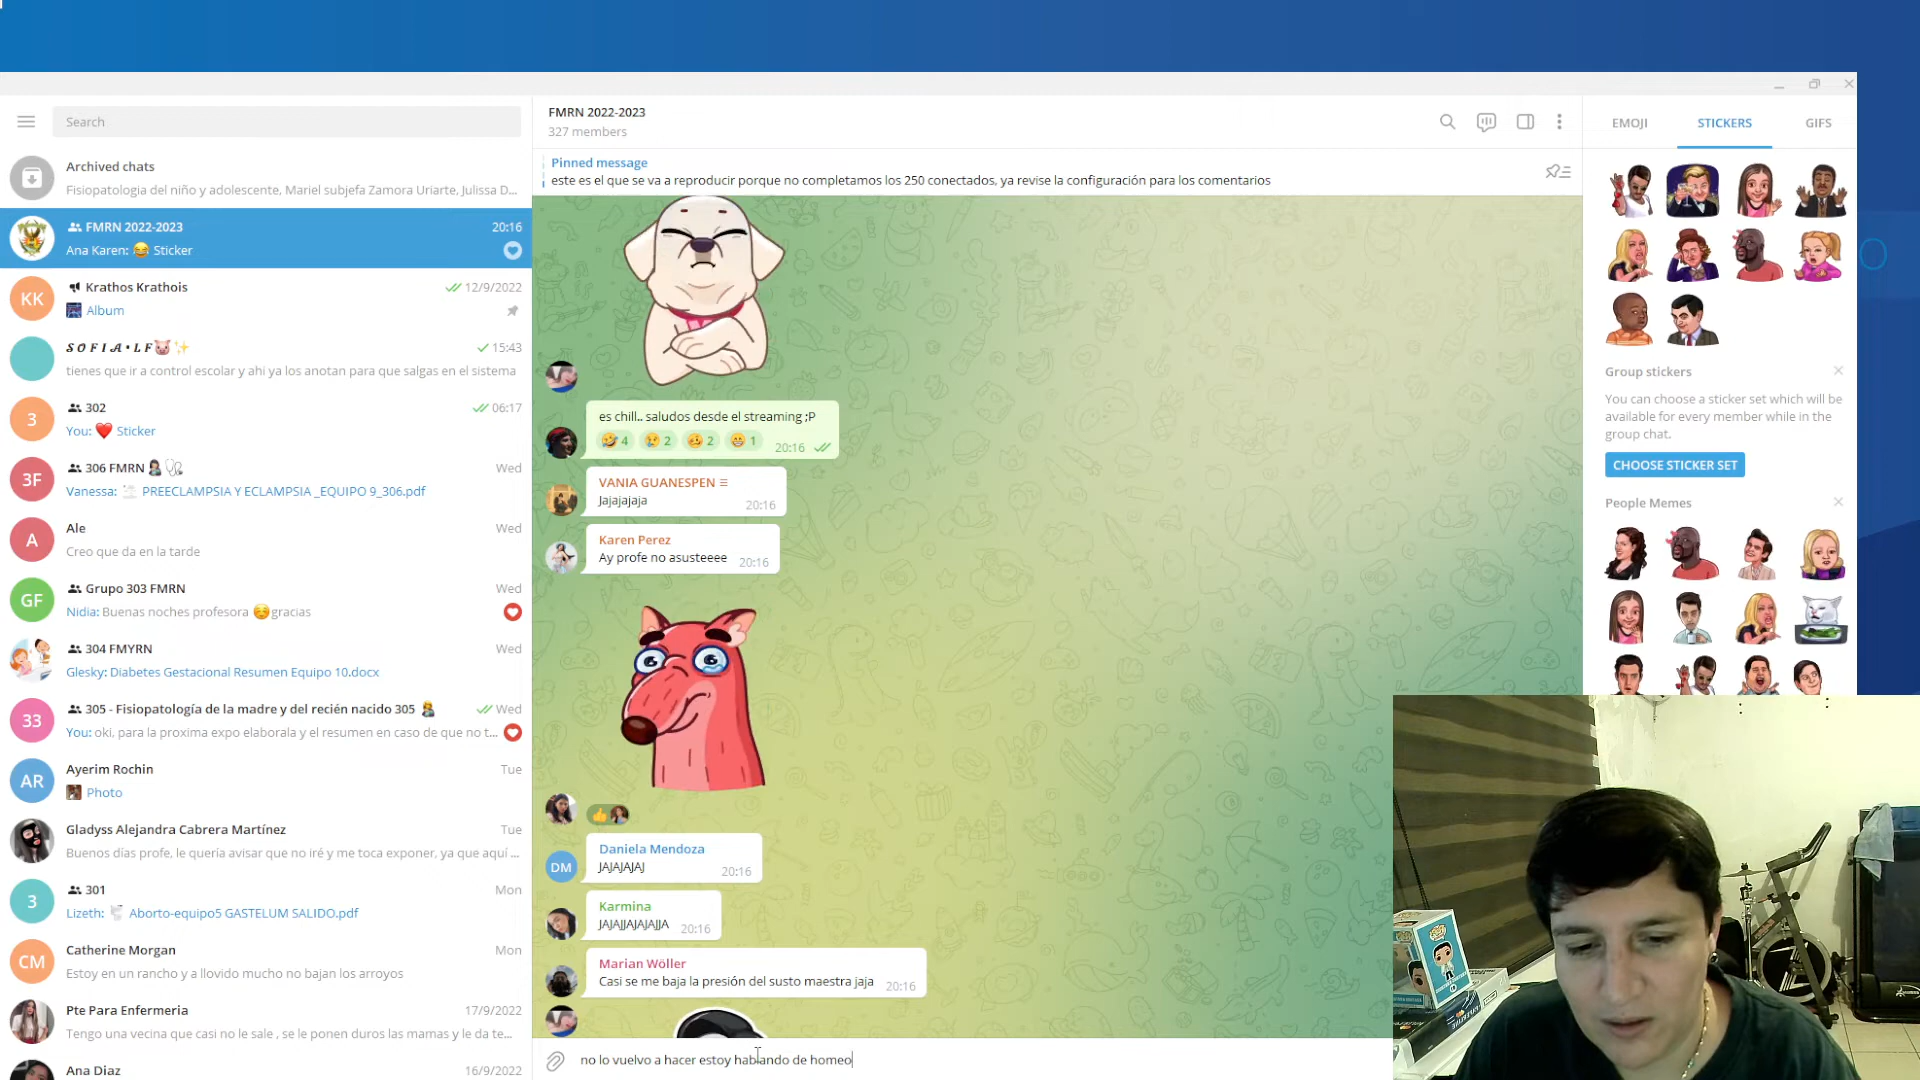 Search
Archived chats
Fisiopatologia del niño y adolescente, Mariel subjefa Zamora Uriarte, Julissa D...
FMRN 2022-2023
20:16
Ana Karen: 😂 Sticker
KK
Krathos Krathois
12/9/2022
Album
𝑺 𝑶 𝑭 𝑰 𝑨 • 𝑳 𝑭🐷✨
15:43
tienes que ir a control escolar y ahi ya los anotan para que salgas en el sistema
3
302
06:17
You: ❤️ Sticker
3F
306 FMRN
Wed
Vanessa: PREECLAMPSIA Y ECLAMPSIA _EQUIPO 9_306.pdf
A
Ale
Wed
Creo que da en la tarde
GF
Grupo 303 FMRN
Wed
Nidia: Buenas noches profesora ☺️gracias
304 FMYRN
Wed
Glesky: Diabetes Gestacional Resumen Equipo 10.docx
33
305 - Fisiopatología de la madre y del recién nacido 305
Wed
You: oki, para la proxima expo elaborala y el resumen en caso de que no t...
AR
Ayerim Rochin
Tue
Photo
Gladyss Alejandra Cabrera Martínez
Tue
Buenos días profe, le quería avisar que no iré y me toca exponer, ya que aquí ...
3
301
Mon
Lizeth: Aborto-equipo5 GASTELUM SALIDO.pdf
CM
Catherine Morgan
Mon
Estoy en un rancho y a llovido mucho no bajan los arroyos
Pte Para Enfermeria
17/9/2022
Tengo una vecina que casi no le sale , se le ponen duros las mamas y le da te...
Ana Diaz
16/9/2022
FMRN 2022-2023
327 members
Pinned message
este es el que se va a reproducir porque no completamos los 250 conectados, ya revise la configuración para los comentarios
es chill.. saludos desde el streaming ;P
🤣 4 😢 2 🥴 2 😁 1 20:16
VANIA GUANESPEN ☰
Jajajajaja
20:16
Karen Perez
Ay profe no asusteeee
20:16
DM
Daniela Mendoza
JAJAJAJAJ
20:16
Karmina
JAJAJJAJAJAJJA
20:16
Marian Wöller
Casi se me baja la presión del susto maestra jaja
20:16
no lo vuelvo a hacer estoy hablando de homeo
EMOJI
STICKERS
GIFS
Group stickers
You can choose a sticker set which will
be available for every member while in the
group chat.
CHOOSE STICKER SET
People Memes